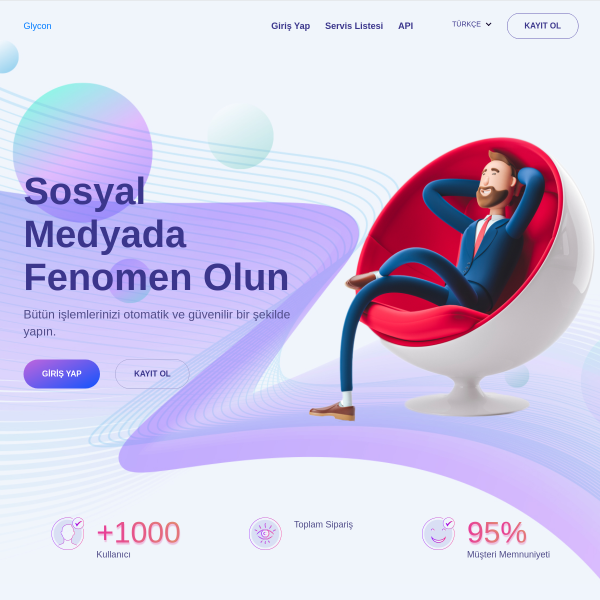 Glycon
Giriş Yap
Servis Listesi
API
TÜRKÇE
KAYIT OL
Sosyal
Medyada
Fenomen Olun
Bütün işlemlerinizi otomatik ve güvenilir bir şekilde
yapın.
GİRİŞ YAP
KAYIT OL
+1000
Kullanıcı
Toplam Sipariş
95%
Müşteri Memnuniyeti